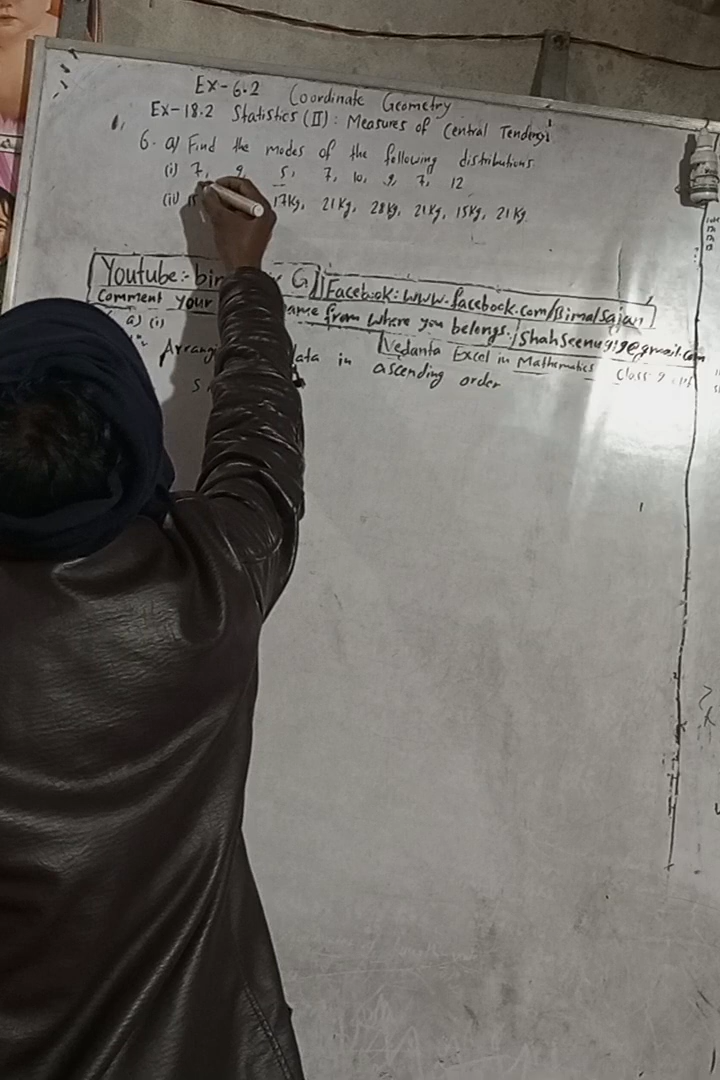 Ex-6.2 Coordinate Geometry
Ex-18.2 Statistics (II): Measures of Central Tendency
6. a) Find the modes of the following distributions
(i) 7, 9, 5, 7, 10, 9, 7, 12
(ii) 17Kg, 21Kg, 28Kg, 21Kg, 15Kg, 21Kg
Youtube:- G Facebook: www.facebook.com/Bimalsajan
Comment your from where you belongs. / shahseenu919@gmail.com
a) (i) Vedanta Excel in Mathematics Class 9
data in ascending order
5